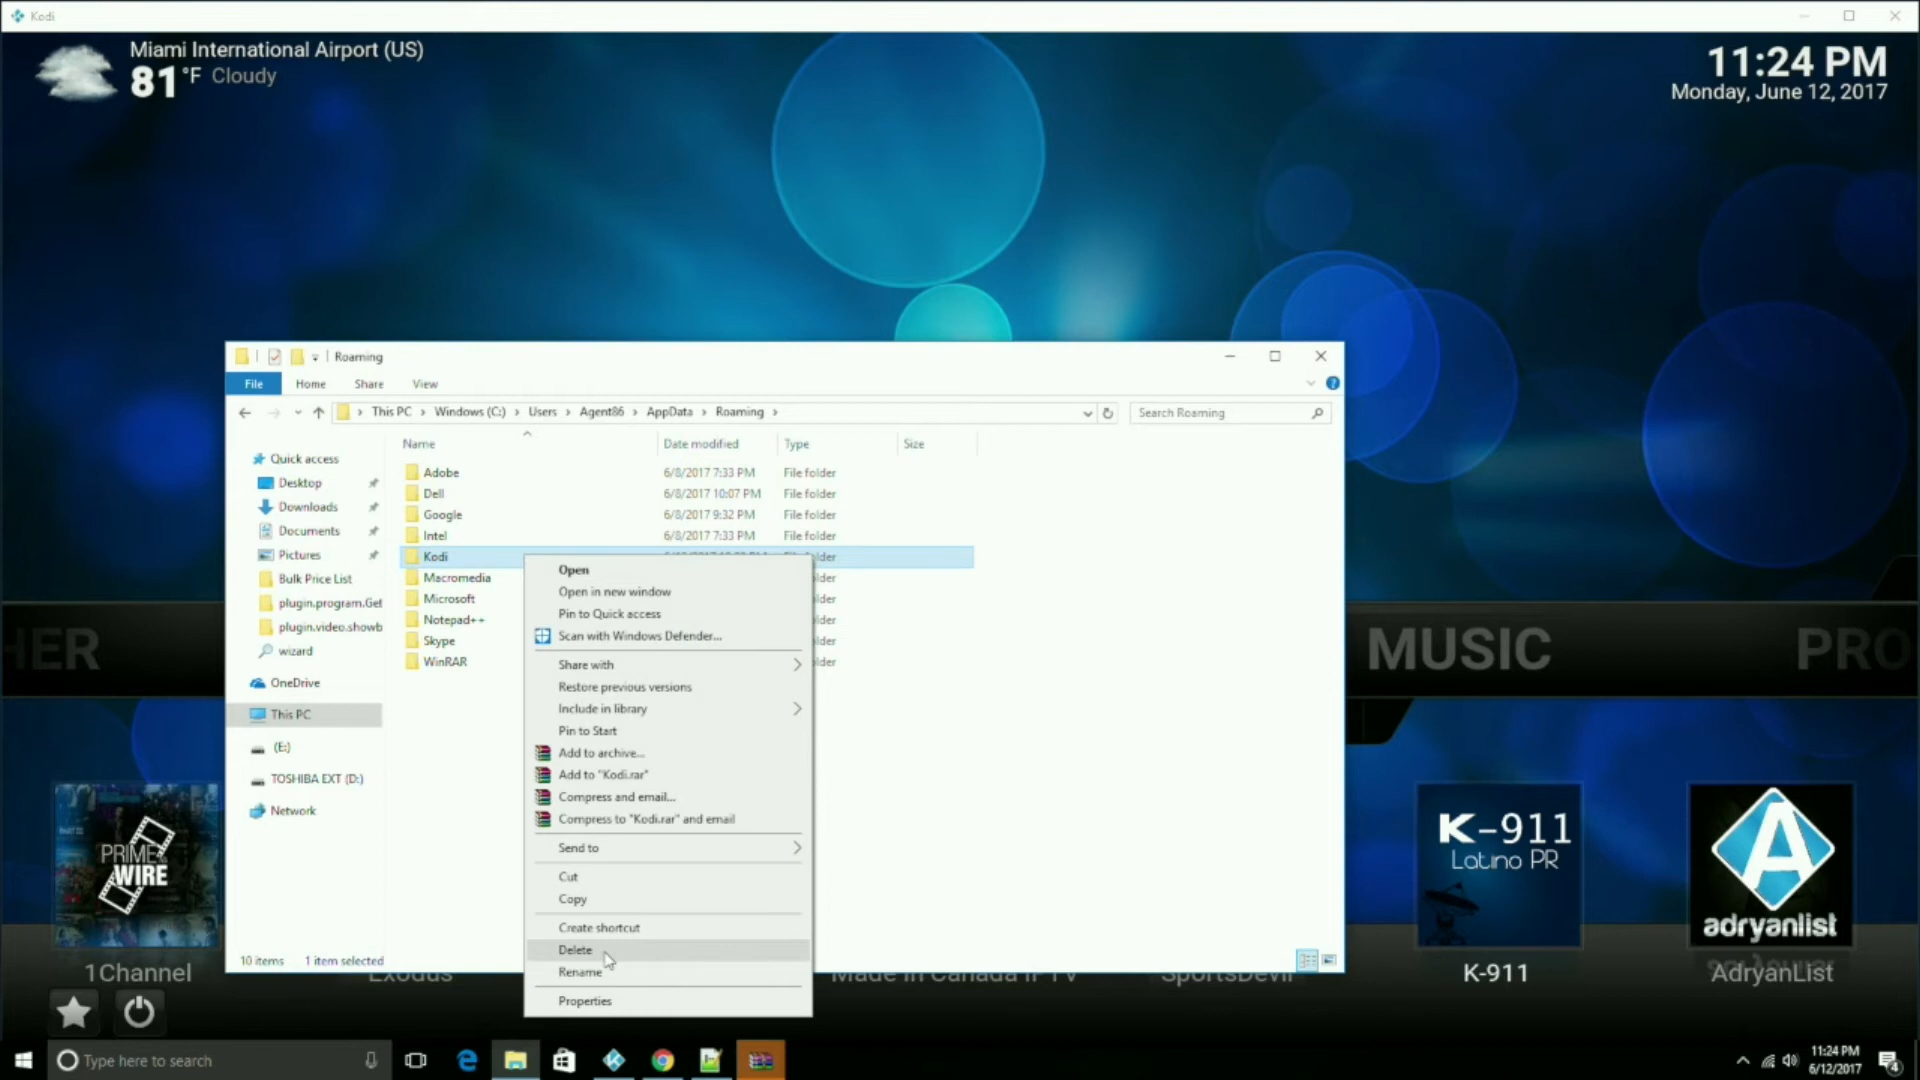 Kodi
Miami International Airport (US)
81 °F Cloudy
11:24 PM
Monday, June 12, 2017
Roaming
File Home Share View
This PC › Windows (C:) › Users › Agent86 › AppData › Roaming ›
Search Roaming
Name Date modified Type Size
Quick access
Desktop
Downloads
Documents
Pictures
Bulk Price List
plugin.program.Get
plugin.video.showb
wizard
OneDrive
This PC
(E:)
TOSHIBA EXT (D:)
Network
Adobe 6/8/2017 7:33 PM File folder
Dell 6/8/2017 10:07 PM File folder
Google 6/8/2017 9:32 PM File folder
Intel 6/8/2017 7:33 PM File folder
Kodi
Macromedia
Microsoft
Notepad++
Skype
WinRAR
Open
Open in new window
Pin to Quick access
Scan with Windows Defender...
Share with
Restore previous versions
Include in library
Pin to Start
Add to archive...
Add to "Kodi.rar"
Compress and email...
Compress to "Kodi.rar" and email
Send to
Cut
Copy
Create shortcut
Delete
Rename
Properties
10 items 1 item selected
HER
MUSIC
PRO
PRIME
WIRE
K-911
Latino PR
adryanlist
1Channel
Exodus
Made in Canada IPTV
SportsDevil
K-911
AdryanList
Type here to search
11:24 PM
6/12/2017
4